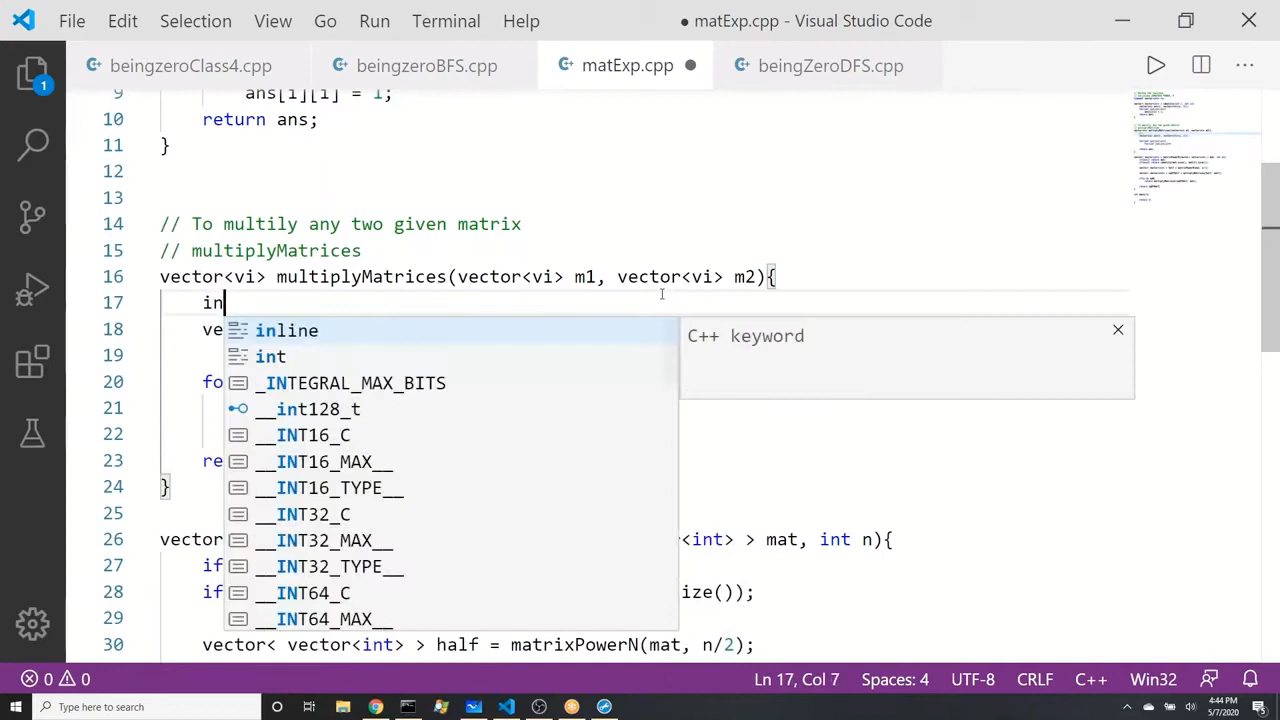 File Edit Selection View Go Run Terminal Help ● matExp.cpp - Visual Studio Code
beingzeroClass4.cpp beingzeroBFS.cpp matExp.cpp beingZeroDFS.cpp
9 ans[i][i] = 1;
10 return ans;
11 }
12
13
14 // To multily any two given matrix
15 // multiplyMatrices
16 vector<vi> multiplyMatrices(vector<vi> m1, vector<vi> m2){
17 in
18 ve
19
20 fo
21
22
23 re
24 }
25
26 vector <int> > mat, int n){
27 if
28 if ize());
29
30 vector< vector<int> > half = matrixPowerN(mat, n/2);
inline
int
_INTEGRAL_MAX_BITS
__int128_t
__INT16_C
__INT16_MAX__
__INT16_TYPE__
__INT32_C
__INT32_MAX__
__INT32_TYPE__
__INT64_C
__INT64_MAX__
C++ keyword
1
0 0 Ln 17, Col 7 Spaces: 4 UTF-8 CRLF C++ Win32
Type here to search
4:44 PM
5/7/2020